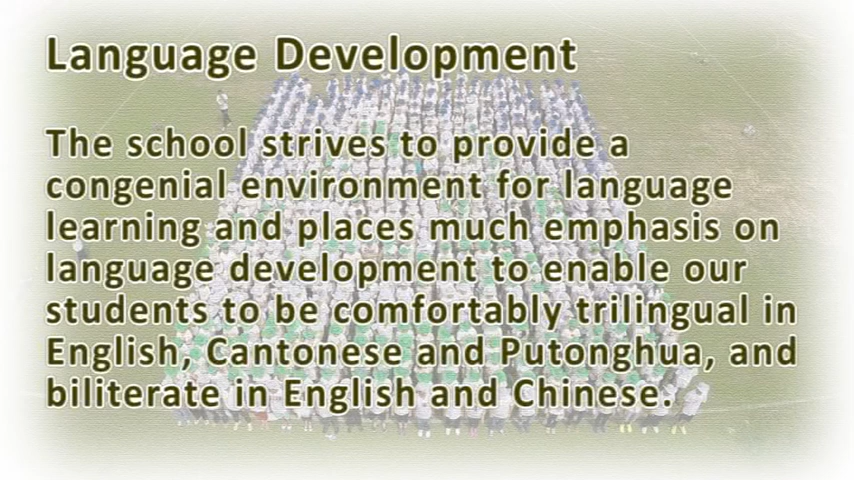 Language Development
The school strives to provide a
congenial environment for language
learning and places much emphasis on
language development to enable our
students to be comfortably trilingual in
English, Cantonese and Putonghua, and
biliterate in English and Chinese.